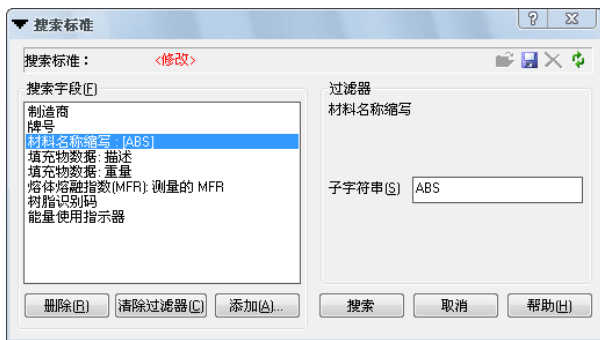 搜索标准
搜索标准： <修改>
搜索字段(F)
制造商
牌号
材料名称缩写 : [ABS]
填充物数据: 描述
填充物数据: 重量
熔体熔融指数(MFR): 测量的 MFR
树脂识别码
能量使用指示器
删除(R) 清除过滤器(C) 添加(A)...
过滤器
材料名称缩写
子字符串(S) ABS
搜索 取消 帮助(H)